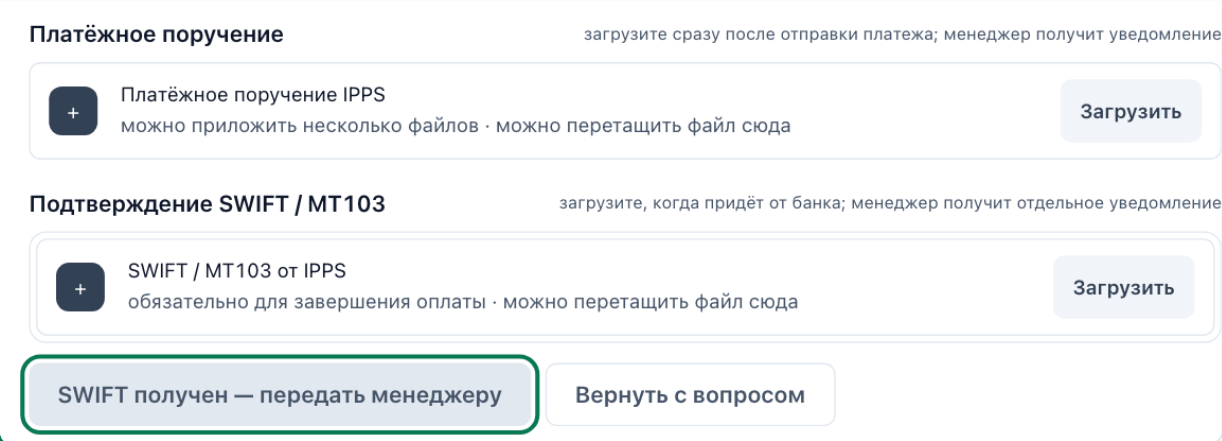 Платёжное поручение
загрузите сразу после отправки платежа; менеджер получит уведомление
+
Платёжное поручение IPPS
можно приложить несколько файлов · можно перетащить файл сюда
Загрузить
Подтверждение SWIFT / MT103
загрузите, когда придёт от банка; менеджер получит отдельное уведомление
+
SWIFT / MT103 от IPPS
обязательно для завершения оплаты · можно перетащить файл сюда
Загрузить
SWIFT получен — передать менеджеру
Вернуть с вопросом